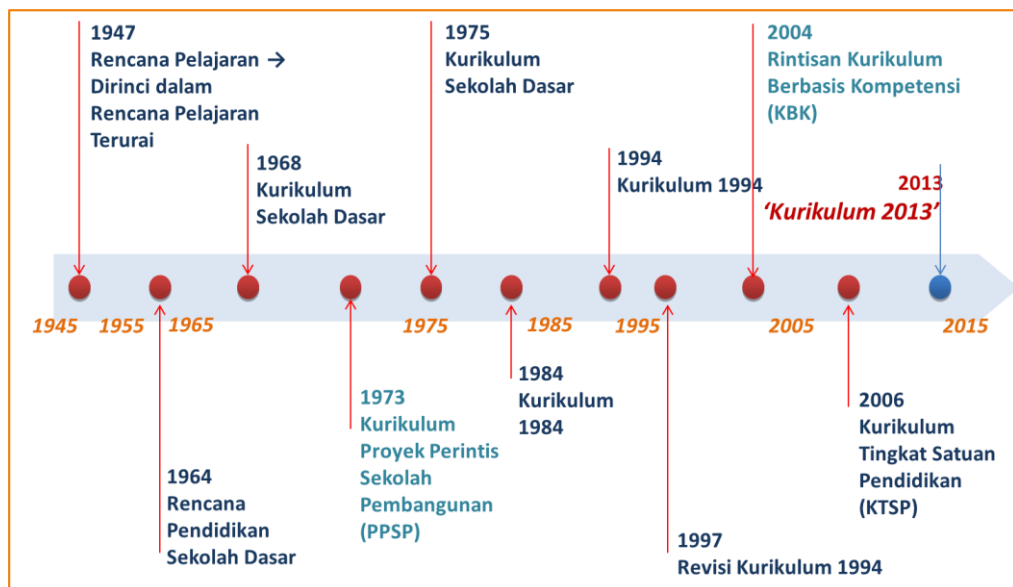 1947
Rencana Pelajaran →
Dirinci dalam
Rencana Pelajaran
Terurai
1968
Kurikulum
Sekolah Dasar
1975
Kurikulum
Sekolah Dasar
1994
Kurikulum 1994
2004
Rintisan Kurikulum
Berbasis Kompetensi
(KBK)
2013
‘Kurikulum 2013’
1945
1955
1965
1975
1985
1995
2005
2015
1964
Rencana
Pendidikan
Sekolah Dasar
1973
Kurikulum
Proyek Perintis
Sekolah
Pembangunan
(PPSP)
1984
Kurikulum
1984
1997
Revisi Kurikulum 1994
2006
Kurikulum
Tingkat Satuan
Pendidikan
(KTSP)